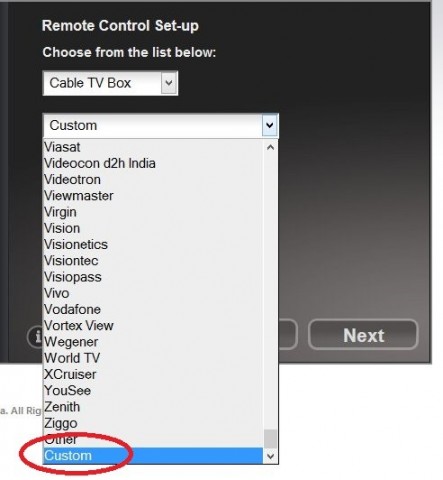 Remote Control Set-up
Choose from the list below:
Cable TV Box
Custom
Viasat
Videocon d2h India
Videotron
Viewmaster
Virgin
Vision
Visionetics
Visiontec
Visiopass
Vivo
Vodafone
Vortex View
Wegener
World TV
XCruiser
YouSee
Zenith
Ziggo
Other
Custom
Next
a. All Rig